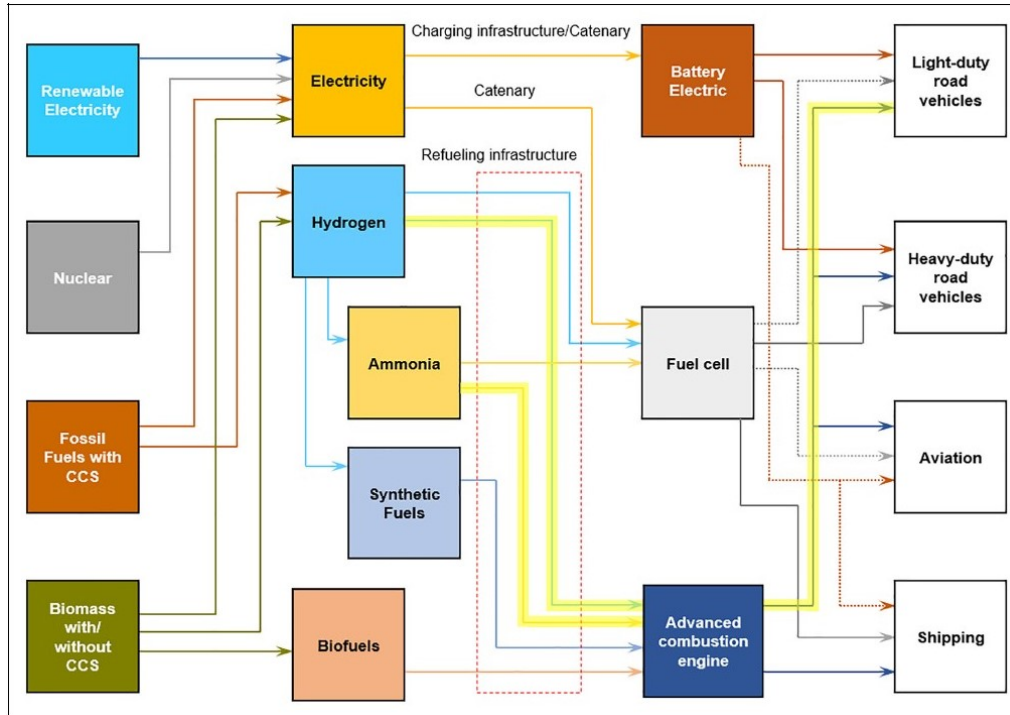 Charging infrastructure/Catenary
Renewable
Electricity
Electricity
Battery
Electric
Light-duty
road
vehicles
Catenary
Refueling infrastructure
Nuclear
Hydrogen
Heavy-duty
road
vehicles
Ammonia
Fuel cell
Fossil
Fuels with
CCS
Synthetic
Fuels
Aviation
Biomass
with/
without
CCS
Biofuels
Advanced
combustion
engine
Shipping